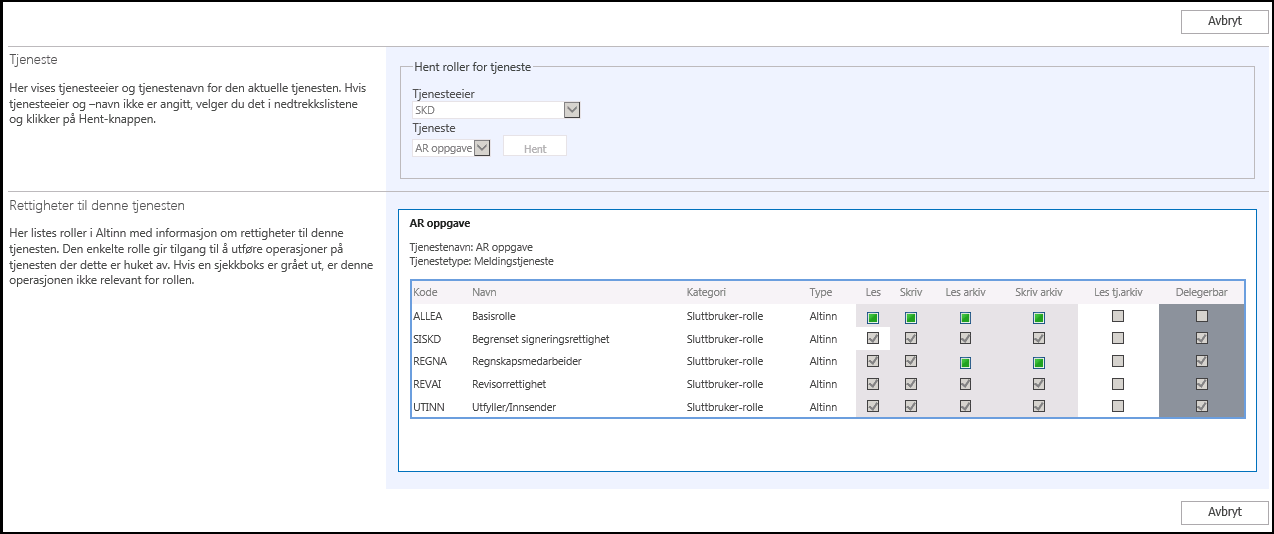 Avbryt
Tjeneste
Her vises tjenesteeier og tjenestenavn for den aktuelle tjenesten. Hvis
tjenesteeier og –navn ikke er angitt, velger du det i nedtrekkslistene
og klikker på Hent-knappen.
Hent roller for tjeneste
Tjenesteeier
SKD
Tjeneste
AR oppgave
Hent
Rettigheter til denne tjenesten
Her listes roller i Altinn med informasjon om rettigheter til denne
tjenesten. Den enkelte rolle gir tilgang til å utføre operasjoner på
tjenesten der dette er huket av. Hvis en sjekkboks er grået ut, er denne
operasjonen ikke relevant for rollen.
AR oppgave
Tjenestenavn: AR oppgave
Tjenestetype: Meldingstjeneste
Kode Navn Kategori Type Les Skriv Les arkiv Skriv arkiv Les tj.arkiv Delegerbar
ALLEA Basisrolle Sluttbruker-rolle Altinn
SISKD Begrenset signeringsrettighet Sluttbruker-rolle Altinn
REGNA Regnskapsmedarbeider Sluttbruker-rolle Altinn
REVAI Revisorrettighet Sluttbruker-rolle Altinn
UTINN Utfyller/Innsender Sluttbruker-rolle Altinn
Avbryt